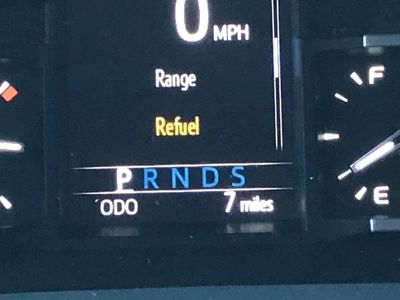 0 MPH
Range
F
Refuel
P R N D S
E
ODO 7 miles